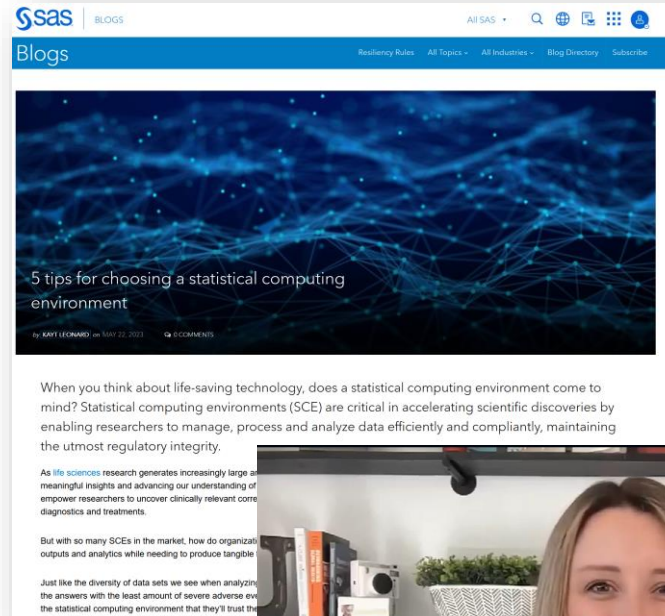 sas
BLOGS
All SAS
Blogs
Resiliency Rules
All Topics
All Industries
Blog Directory
Subscribe
5 tips for choosing a statistical computing
environment
by KAYT LEONARD on MAY 22, 2023 0 COMMENTS
When you think about life-saving technology, does a statistical computing environment come to
mind? Statistical computing environments (SCE) are critical in accelerating scientific discoveries by
enabling researchers to manage, process and analyze data efficiently and compliantly, maintaining
the utmost regulatory integrity.
As life sciences research generates increasingly large
meaningful insights and advancing our understanding of
empower researchers to uncover clinically relevant
diagnostics and treatments.
But with so many SCEs in the market, how do
outputs and analytics while needing to produce tangible
Just like the diversity of data sets we see when analyzing
the answers with the least amount of severe adverse
the statistical computing environment that they'll trust